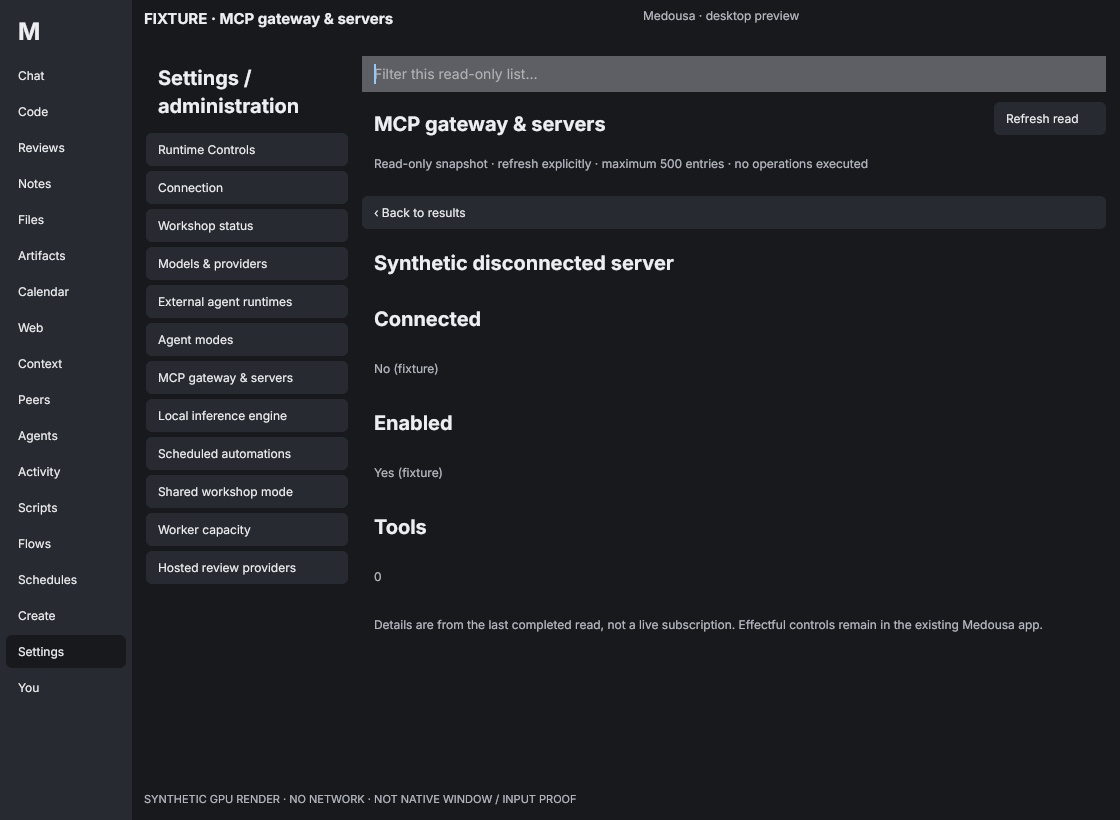 M
FIXTURE · MCP gateway & servers
Medousa · desktop preview
Chat
Code
Reviews
Notes
Files
Artifacts
Calendar
Web
Context
Peers
Agents
Activity
Scripts
Flows
Schedules
Create
Settings
You
Settings /
administration
Runtime Controls
Connection
Workshop status
Models & providers
External agent runtimes
Agent modes
MCP gateway & servers
Local inference engine
Scheduled automations
Shared workshop mode
Worker capacity
Hosted review providers
Filter this read-only list...
MCP gateway & servers
Refresh read
Read-only snapshot · refresh explicitly · maximum 500 entries · no operations executed
‹ Back to results
Synthetic disconnected server
Connected
No (fixture)
Enabled
Yes (fixture)
Tools
0
Details are from the last completed read, not a live subscription. Effectful controls remain in the existing Medousa app.
SYNTHETIC GPU RENDER · NO NETWORK · NOT NATIVE WINDOW / INPUT PROOF